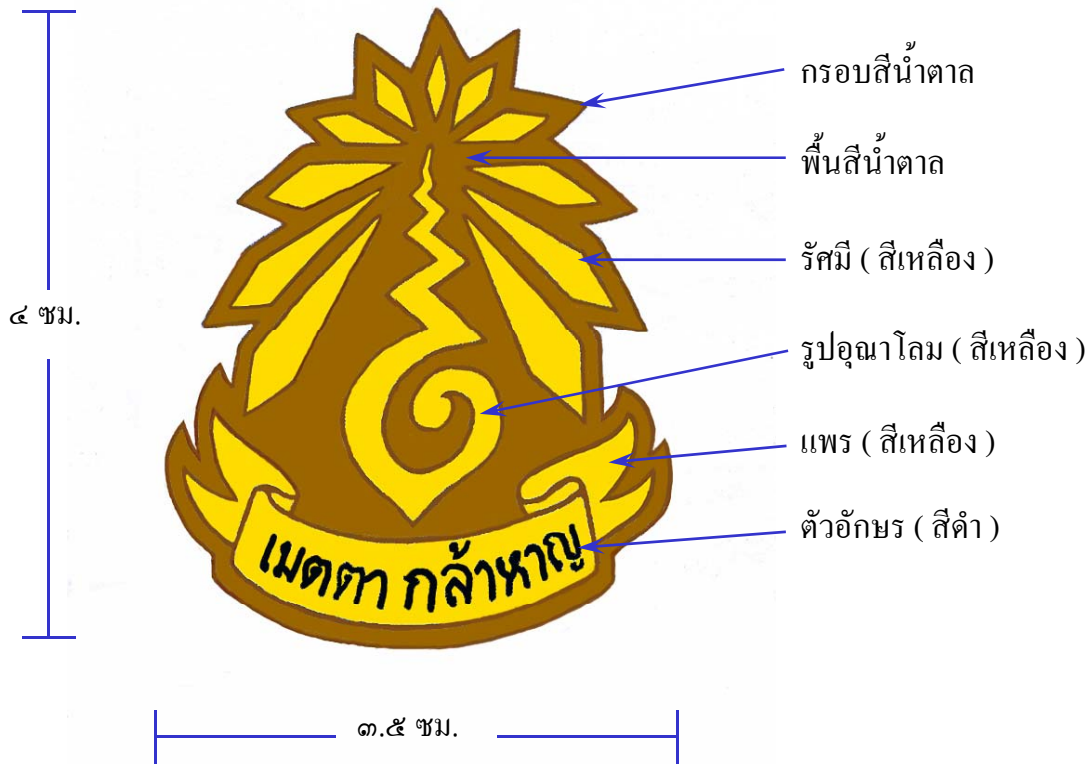 กรอบสีน้ำตาล
พื้นสีน้ำตาล
รัศมี ( สีเหลือง )
๔ ซม.
รูปอุณาโลม ( สีเหลือง )
แพร ( สีเหลือง )
ตัวอักษร ( สีดำ )
เมตตา กล้าหาญ
๓.๕ ซม.